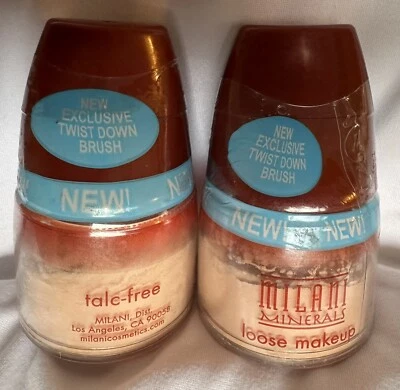 NEW
EXCLUSIVE
TWIST DOWN
BRUSH
NEW!
talc-free
MILANI, Dist.
Los Angeles, CA 90058
milanicosmetics.com
NEW
EXCLUSIVE
TWIST DOWN
BRUSH
NEW!
NEW!
MILANI
MINERALS
loose makeup